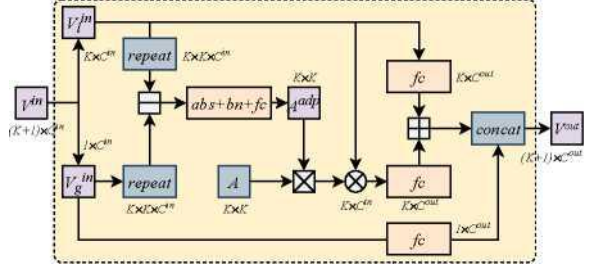 V_l^in
K×C^in
repeat
K×K×C^in
K×K
fc
K×C^out
V^in
(K+1)×C^in
abs+bn+fc
A^adp
concat
V^out
(K+1)×C^out
1×C^in
V_g^in
repeat
K×K×C^in
A
K×K
K×C^in
fc
K×C^out
fc
1×C^out